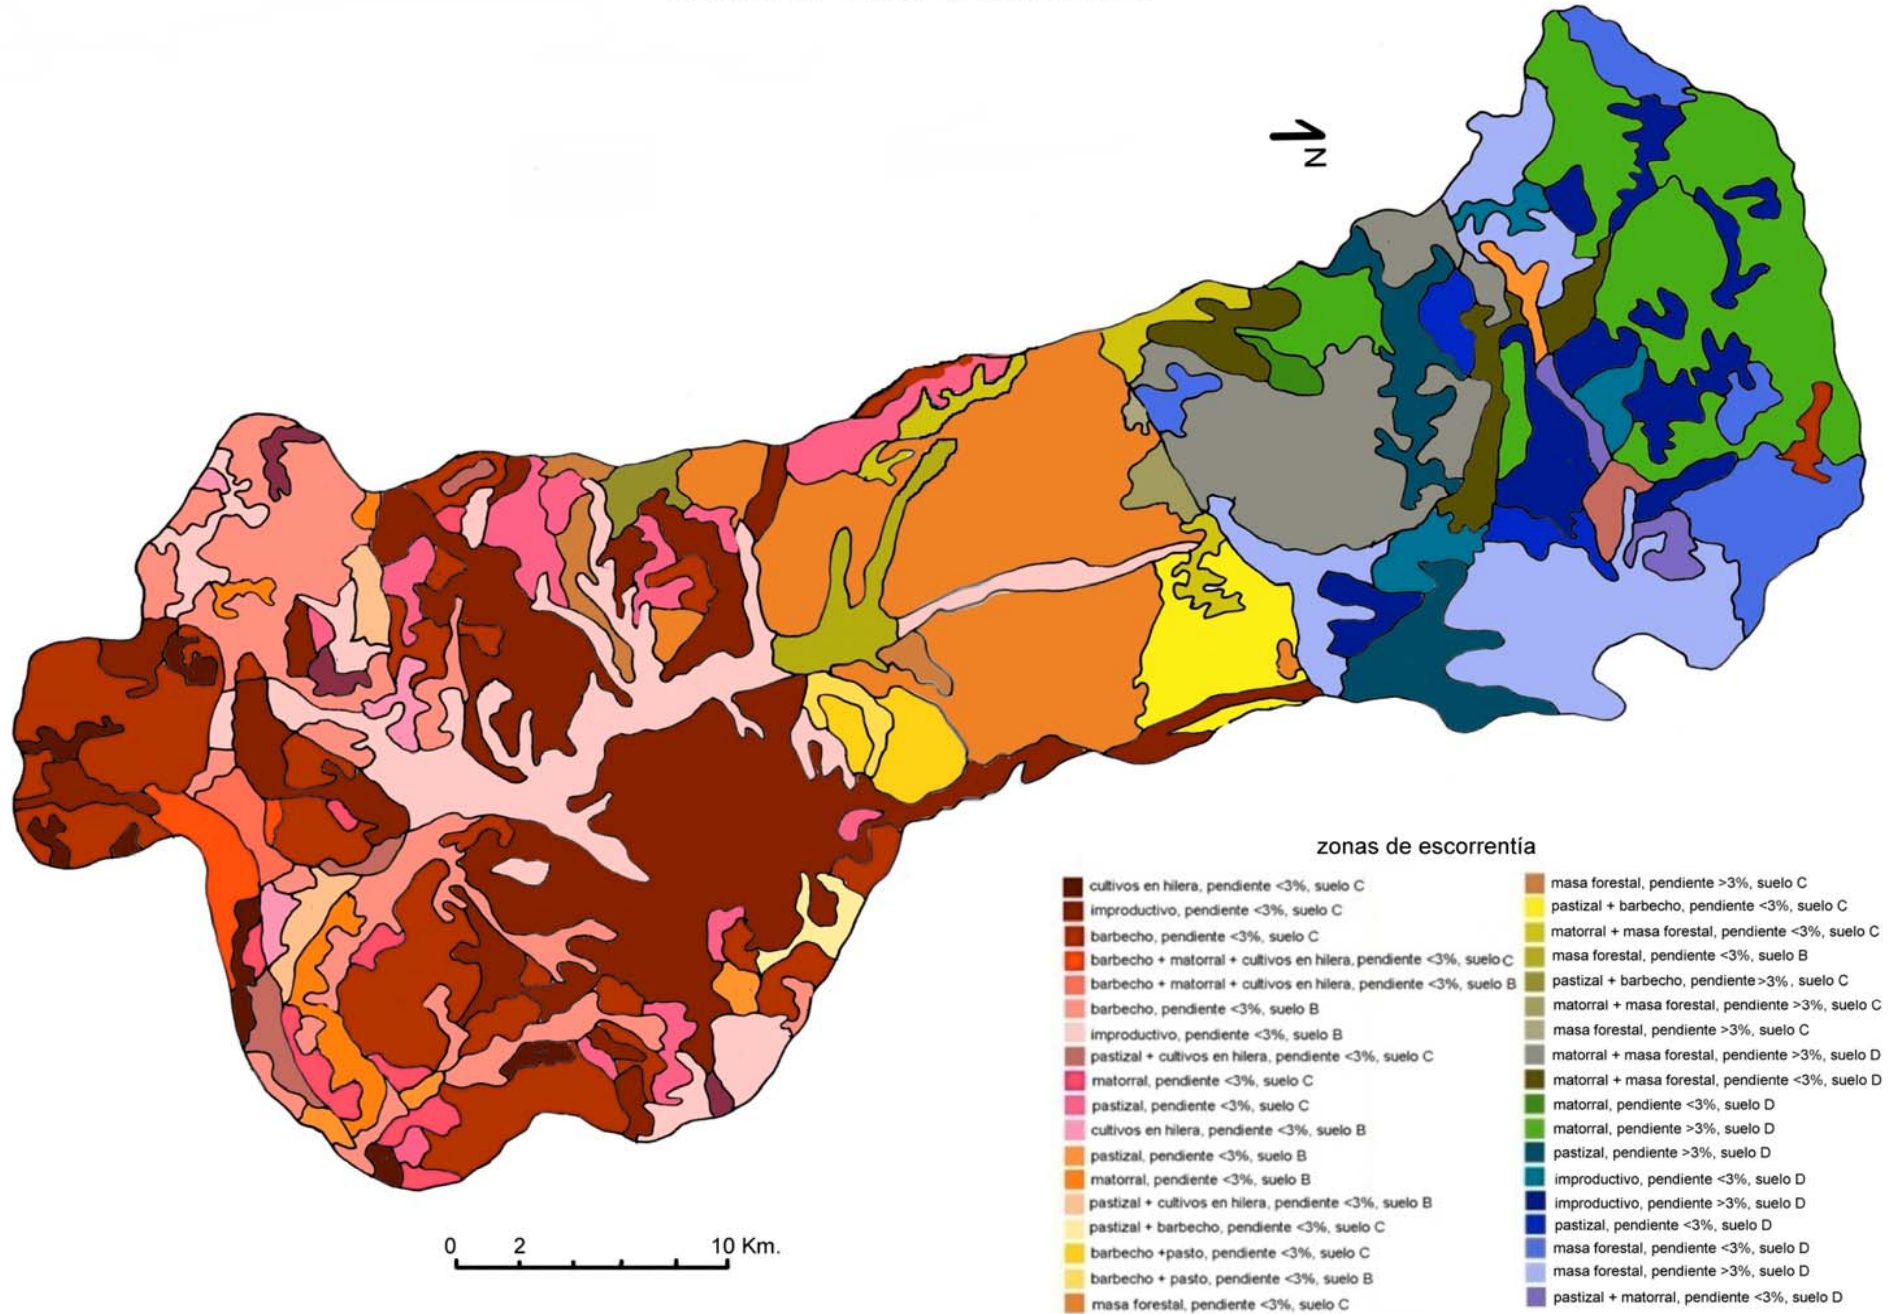 N
zonas de escorrentía
cultivos en hilera, pendiente <3%, suelo C
improductivo, pendiente <3%, suelo C
barbecho, pendiente <3%, suelo C
barbecho + matorral + cultivos en hilera, pendiente <3%, suelo C
barbecho + matorral + cultivos en hilera, pendiente <3%, suelo B
barbecho, pendiente <3%, suelo B
improductivo, pendiente <3%, suelo B
pastizal + cultivos en hilera, pendiente <3%, suelo C
matorral, pendiente <3%, suelo C
pastizal, pendiente <3%, suelo C
cultivos en hilera, pendiente <3%, suelo B
pastizal, pendiente <3%, suelo B
matorral, pendiente <3%, suelo B
pastizal + cultivos en hilera, pendiente <3%, suelo B
pastizal + barbecho, pendiente <3%, suelo C
barbecho +pasto, pendiente <3%, suelo C
barbecho + pasto, pendiente <3%, suelo B
masa forestal, pendiente <3%, suelo C
masa forestal, pendiente >3%, suelo C
pastizal + barbecho, pendiente <3%, suelo C
matorral + masa forestal, pendiente <3%, suelo C
masa forestal, pendiente <3%, suelo B
pastizal + barbecho, pendiente >3%, suelo C
matorral + masa forestal, pendiente >3%, suelo C
masa forestal, pendiente >3%, suelo C
matorral + masa forestal, pendiente >3%, suelo D
matorral + masa forestal, pendiente <3%, suelo D
matorral, pendiente <3%, suelo D
matorral, pendiente >3%, suelo D
pastizal, pendiente >3%, suelo D
improductivo, pendiente <3%, suelo D
improductivo, pendiente >3%, suelo D
pastizal, pendiente <3%, suelo D
masa forestal, pendiente <3%, suelo D
masa forestal, pendiente >3%, suelo D
pastizal + matorral, pendiente <3%, suelo D
0 2 10 Km.